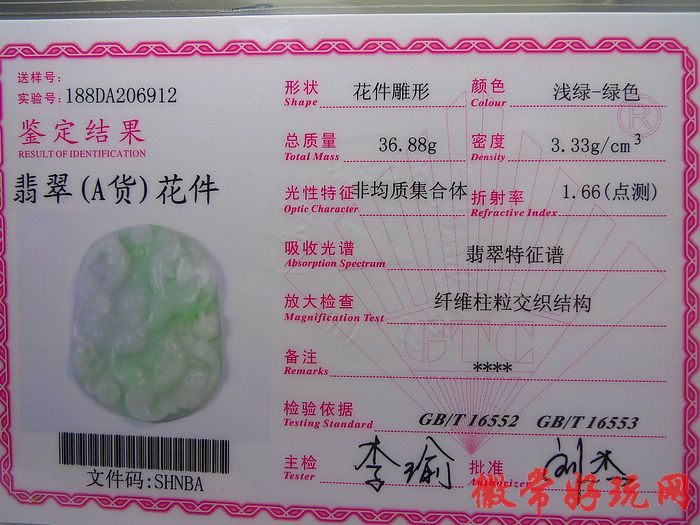 送样号:
实验号:188DA206912
鉴定结果
RESULT OF IDENTIFICATION
翡翠(A货)花件
文件码:SHNBA
形状 花件雕形 颜色 浅绿-绿色
Shape Colour
总质量 36.88g 密度 3.33g/cm³
Total Mass Density
光性特征 非均质集合体 折射率 1.66(点测)
Optic Character Refractive Index
吸收光谱 翡翠特征谱
Absorption Spectrum
放大检查 纤维柱粒交织结构
Magnification Test
GTC
备注 ****
Remarks
检验依据 GB/T 16552 GB/T 16553
Testing Standard
主检 李瑜 批准
Tester Authorizer
®
徽常好玩网